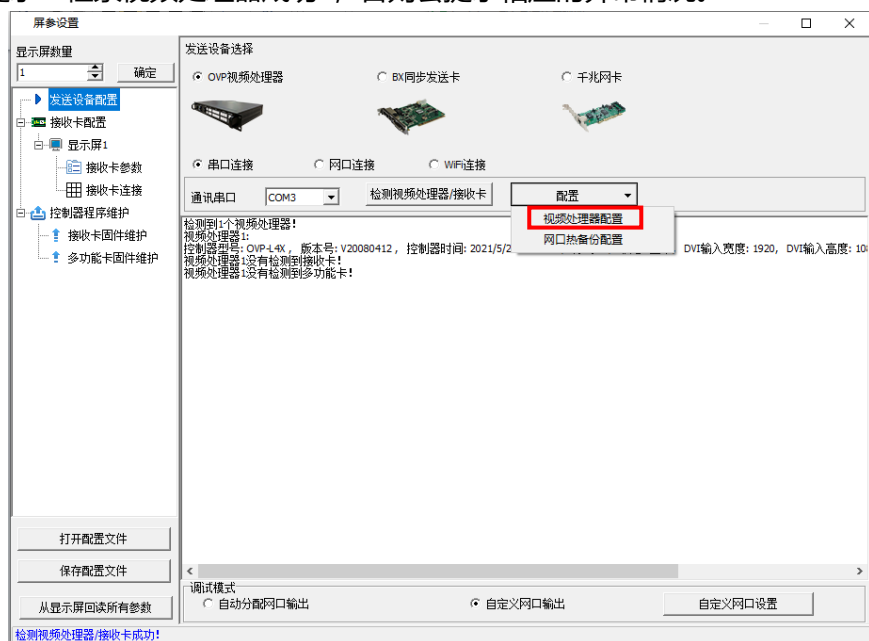 屏参设置
显示屏数量
1
确定
发送设备配置
接收卡配置
显示屏1
接收卡参数
接收卡连接
控制器程序维护
接收卡固件维护
多功能卡固件维护
打开配置文件
保存配置文件
从显示屏回读所有参数
发送设备选择
OVP视频处理器
BX同步发送卡
千兆网卡
串口连接
网口连接
WiFi连接
通讯串口
COM3
检测视频处理器/接收卡
配置
视频处理器配置
网口热备份配置
检测到1个视频处理器!
视频处理器1:
控制器型号: OVP-L4X, 版本号: V20080412, 控制器时间: 2021/5/2 DVI输入宽度: 1920, DVI输入高度: 10
视频处理器1没有检测到接收卡!
视频处理器1没有检测到多功能卡!
调试模式
自动分配网口输出
自定义网口输出
自定义网口设置
检测视频处理器/接收卡成功!